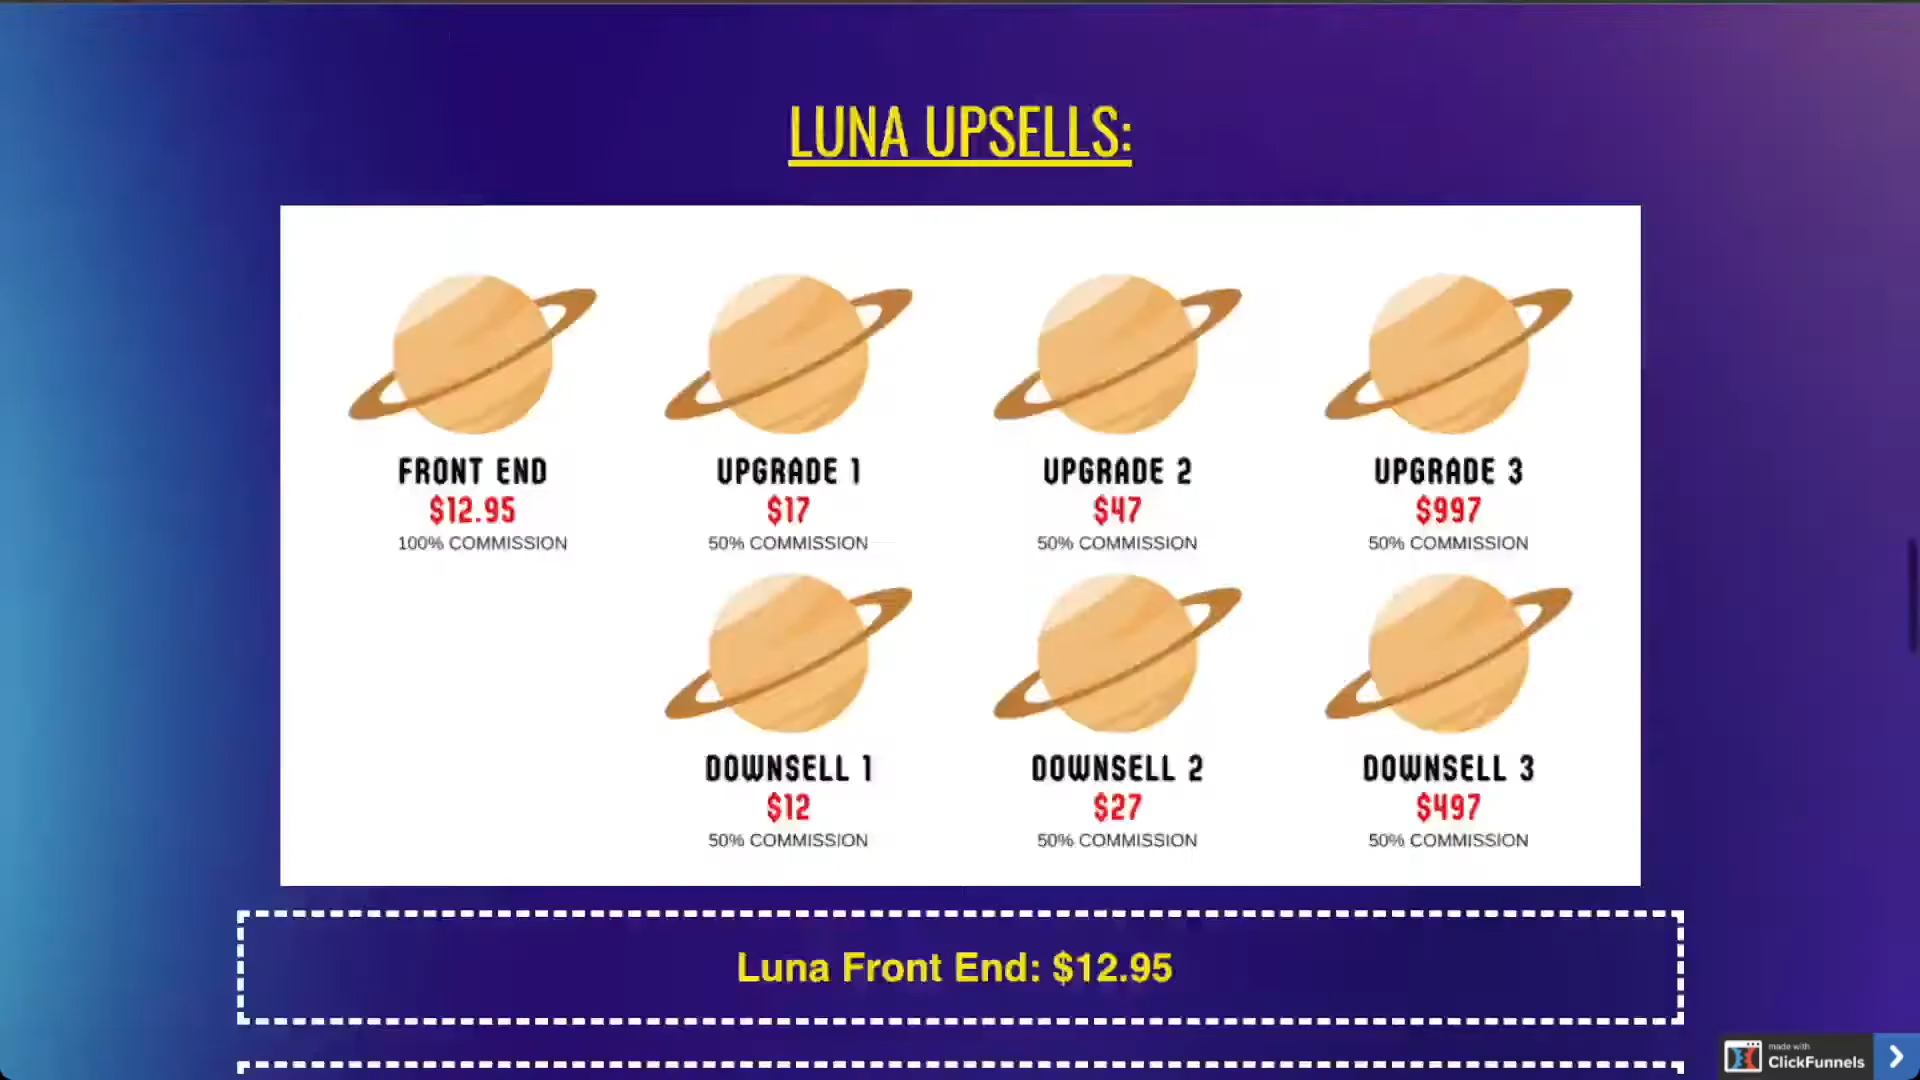 LUNA UPSELLS:
FRONT END
$12.95
100% COMMISSION
UPGRADE 1
$17
50% COMMISSION
UPGRADE 2
$47
50% COMMISSION
UPGRADE 3
$997
50% COMMISSION
DOWNSELL 1
$12
50% COMMISSION
DOWNSELL 2
$27
50% COMMISSION
DOWNSELL 3
$497
50% COMMISSION
Luna Front End: $12.95
made with
ClickFunnels